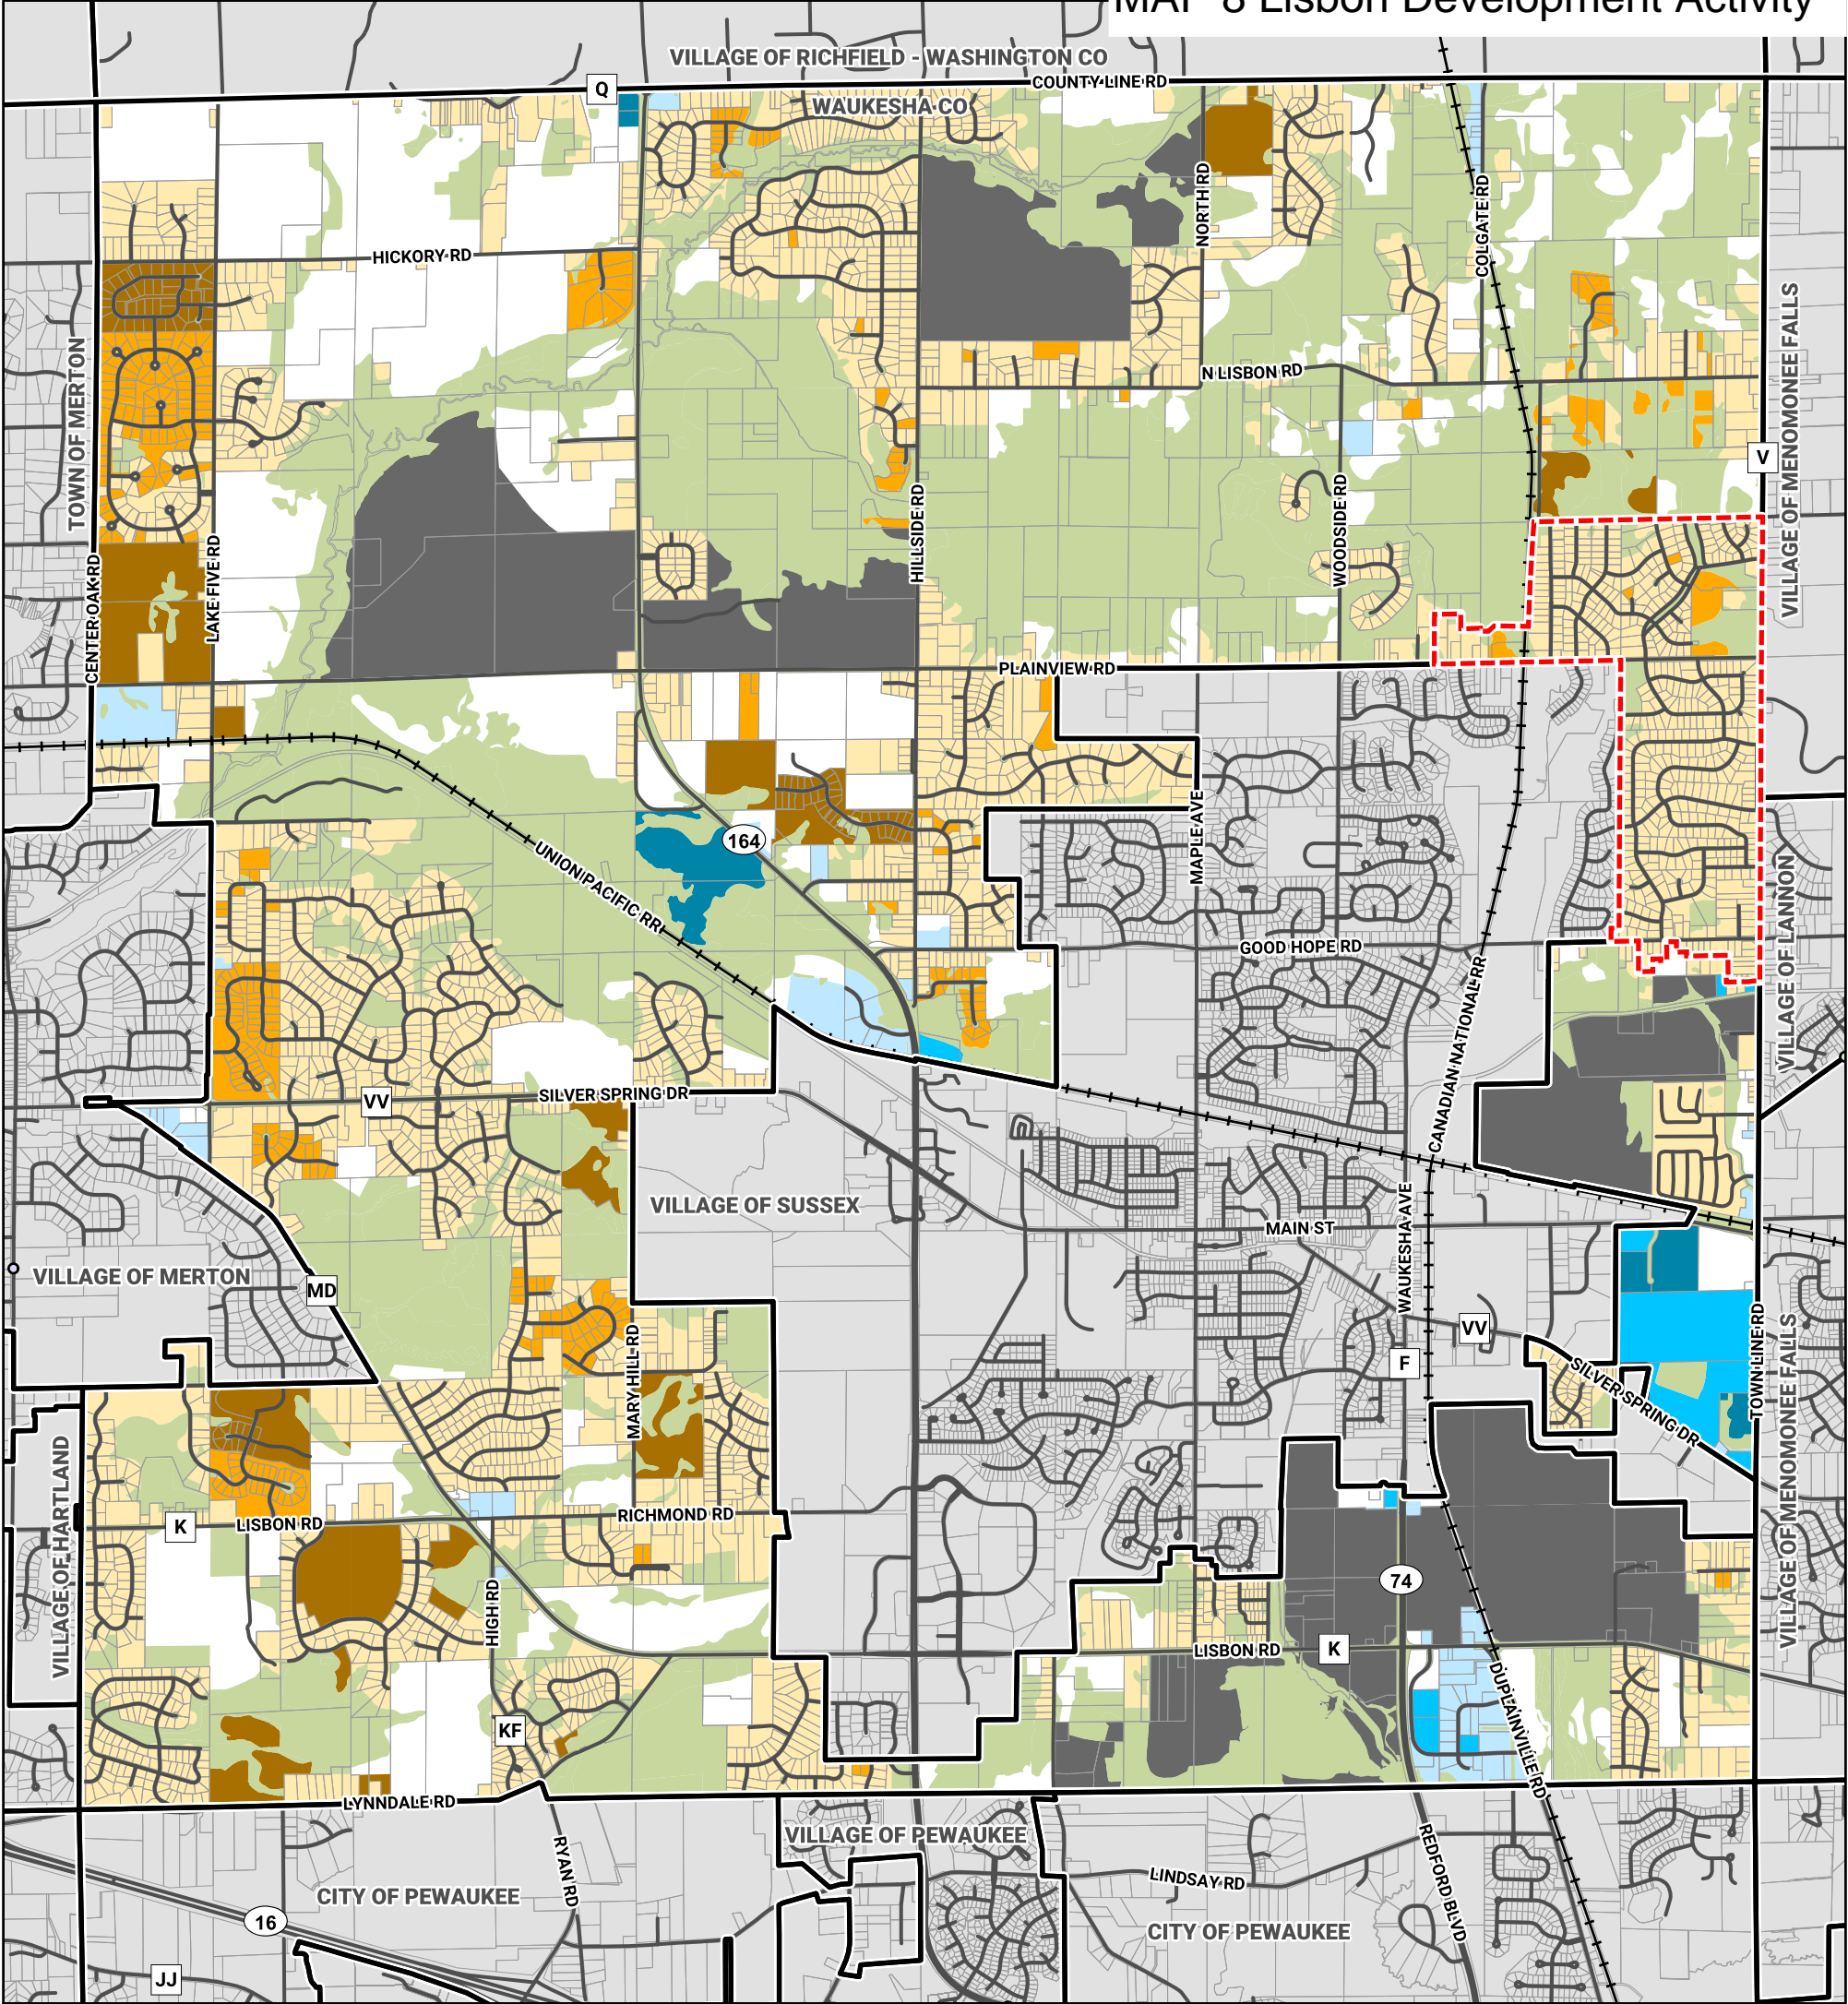 MAP 8 Lisbon Development Activity
VILLAGE OF RICHFIELD - WASHINGTON CO
COUNTY LINE RD
Q
WAUKESHA CO
NORTH RD
COLGATE RD
HICKORY RD
TOWN OF MERTON
VILLAGE OF MENOMONEE FALLS
N LISBON RD
V
HILLSIDE RD
WOODSIDE RD
CENTER OAK RD
LAKE FIVE RD
PLAINVIEW RD
164
MAPLE AVE
UNION PACIFIC RR
GOOD HOPE RD
VILLAGE OF LANNON
CANADIAN NATIONAL RR
VV
SILVER SPRING DR
VILLAGE OF SUSSEX
MAIN ST
WAUKESHA AVE
VILLAGE OF MERTON
MD
VV
F
MARY HILL RD
SILVER SPRING DR
TOWN LINE RD
VILLAGE OF MENOMONEE FALLS
VILLAGE OF HARTLAND
K
LISBON RD
RICHMOND RD
HIGH RD
74
LISBON RD
K
DUPLAINVILLE RD
KF
LYNNDALE RD
VILLAGE OF PEWAUKEE
RYAN RD
LINDSAY RD
REDFORD BLVD
CITY OF PEWAUKEE
16
CITY OF PEWAUKEE
JJ